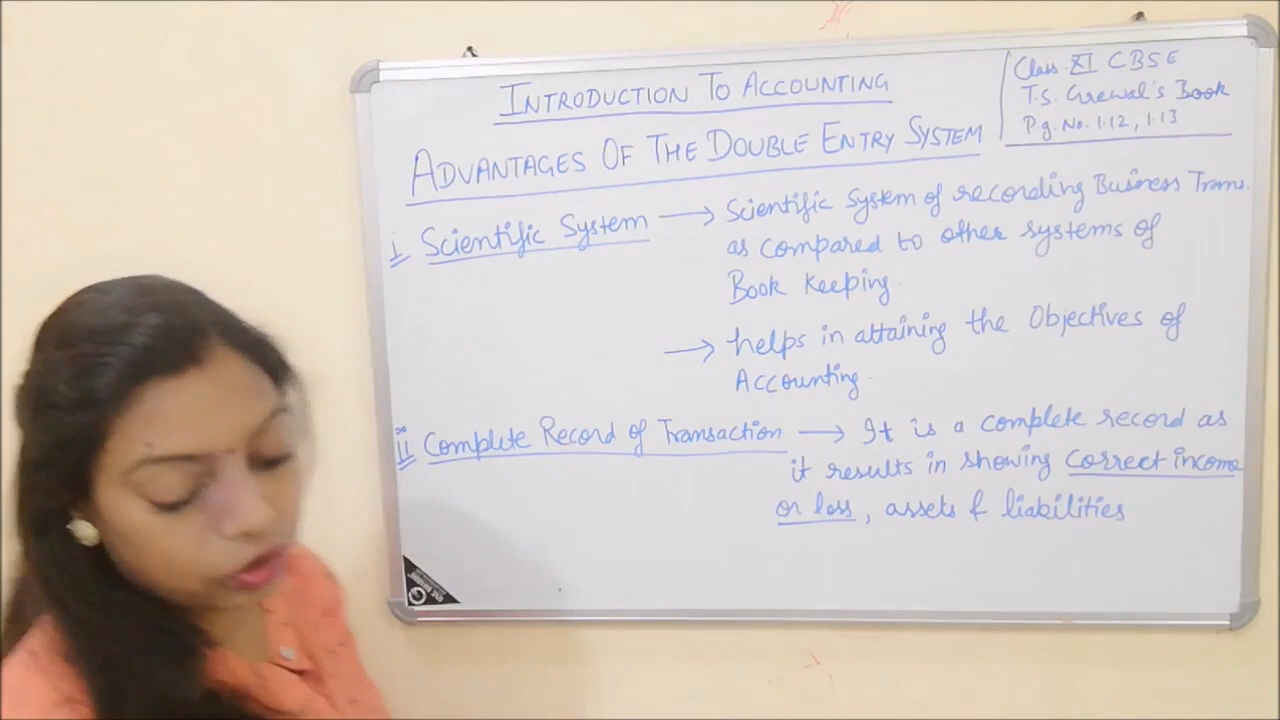 INTRODUCTION TO ACCOUNTING
Class XI CBSE
T.S. Grewal's Book
P.g. No. 1.12, 1.13
ADVANTAGES OF THE DOUBLE ENTRY SYSTEM
i Scientific System → Scientific System of recording Business Trans.
as compared to other systems of
Book Keeping.
→ helps in attaining the Objectives of
Accounting.
ii Complete Record of Transaction → It is a complete record as
it results in showing correct income
or loss, assets & liabilities